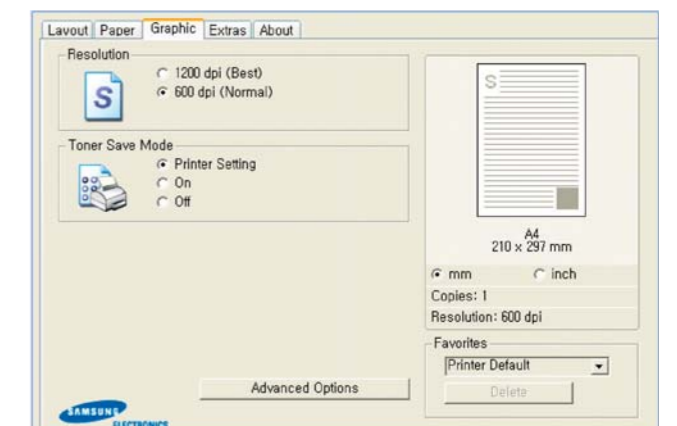 Layout Paper Graphic Extras About
Resolution
1200 dpi (Best)
600 dpi (Normal)
S
Toner Save Mode
Printer Setting
On
Off
S
A4
210 x 297 mm
mm inch
Copies: 1
Resolution: 600 dpi
Favorites
Printer Default
Delete
Advanced Options
SAMSUNG
ELECTRONICS